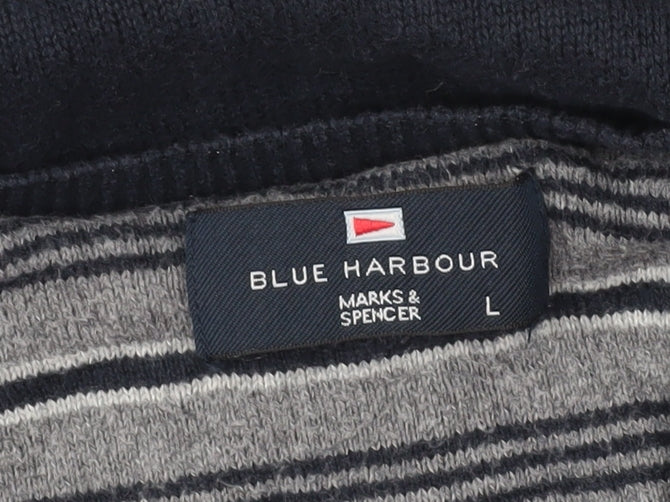 BLUE HARBOUR
MARKS &
SPENCER L